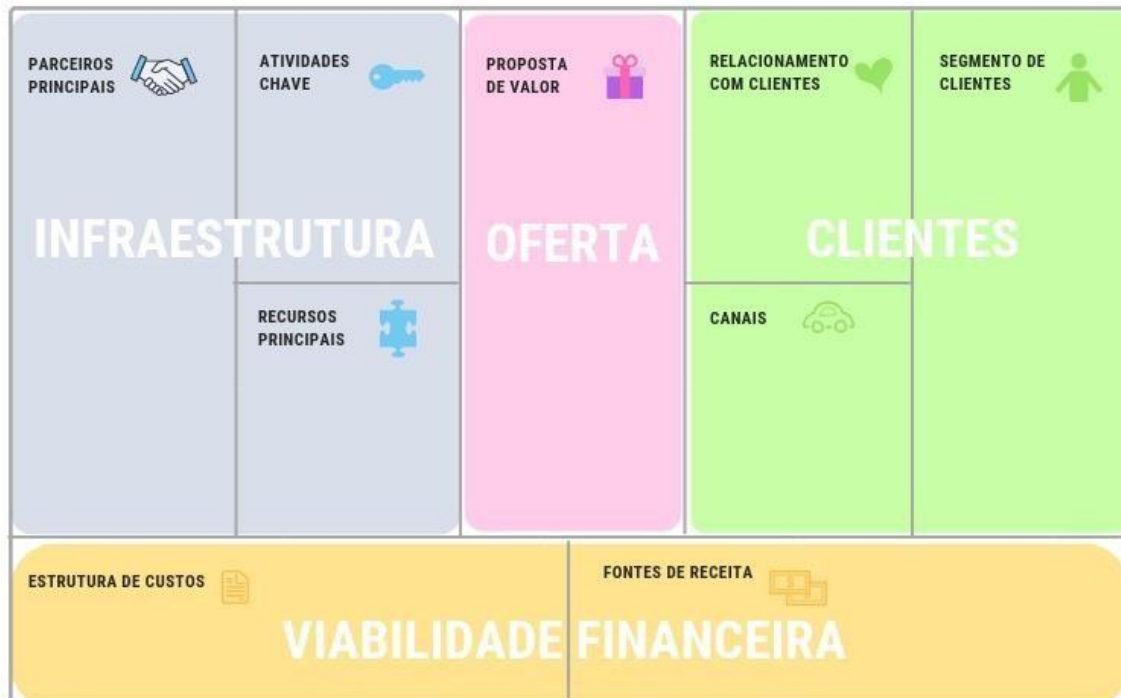 PARCEIROS
PRINCIPAIS
ATIVIDADES
CHAVE
PROPOSTA
DE VALOR
RELACIONAMENTO
COM CLIENTES
SEGMENTO DE
CLIENTES
INFRAESTRUTURA
OFERTA
CLIENTES
RECURSOS
PRINCIPAIS
CANAIS
ESTRUTURA DE CUSTOS
FONTES DE RECEITA
$
VIABILIDADE FINANCEIRA